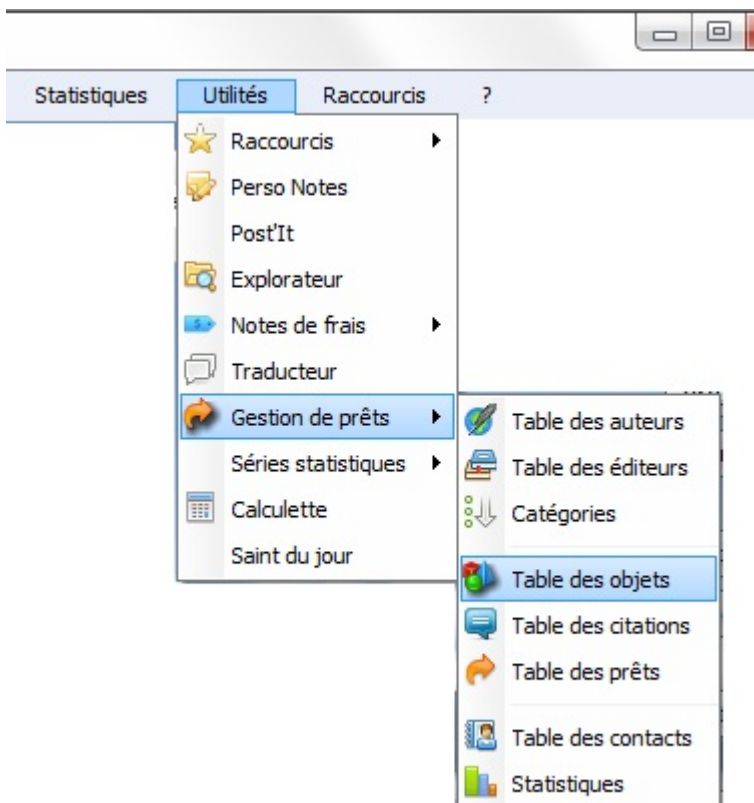 Statistiques Utilités Raccourcis ?
Raccourcis
Perso Notes
Post'It
Explorateur
Notes de frais
Traducteur
Gestion de prêts
Séries statistiques
Calculette
Saint du jour
Table des auteurs
Table des éditeurs
Catégories
Table des objets
Table des citations
Table des prêts
Table des contacts
Statistiques